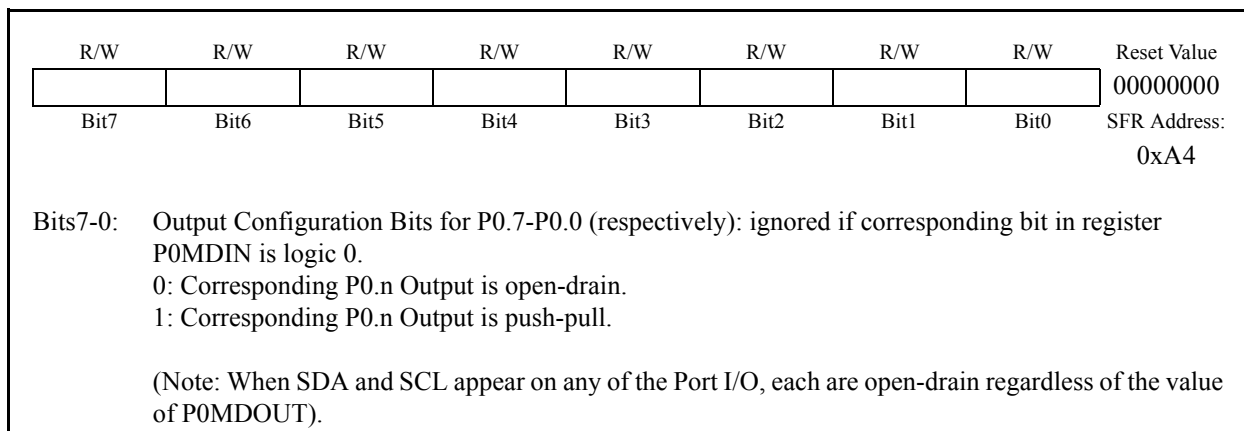 R/W R/W R/W R/W R/W R/W R/W R/W Reset Value
00000000
Bit7 Bit6 Bit5 Bit4 Bit3 Bit2 Bit1 Bit0 SFR Address:
0xA4
Bits7-0: Output Configuration Bits for P0.7-P0.0 (respectively): ignored if corresponding bit in register
P0MDIN is logic 0.
0: Corresponding P0.n Output is open-drain.
1: Corresponding P0.n Output is push-pull.
(Note: When SDA and SCL appear on any of the Port I/O, each are open-drain regardless of the value
of P0MDOUT).